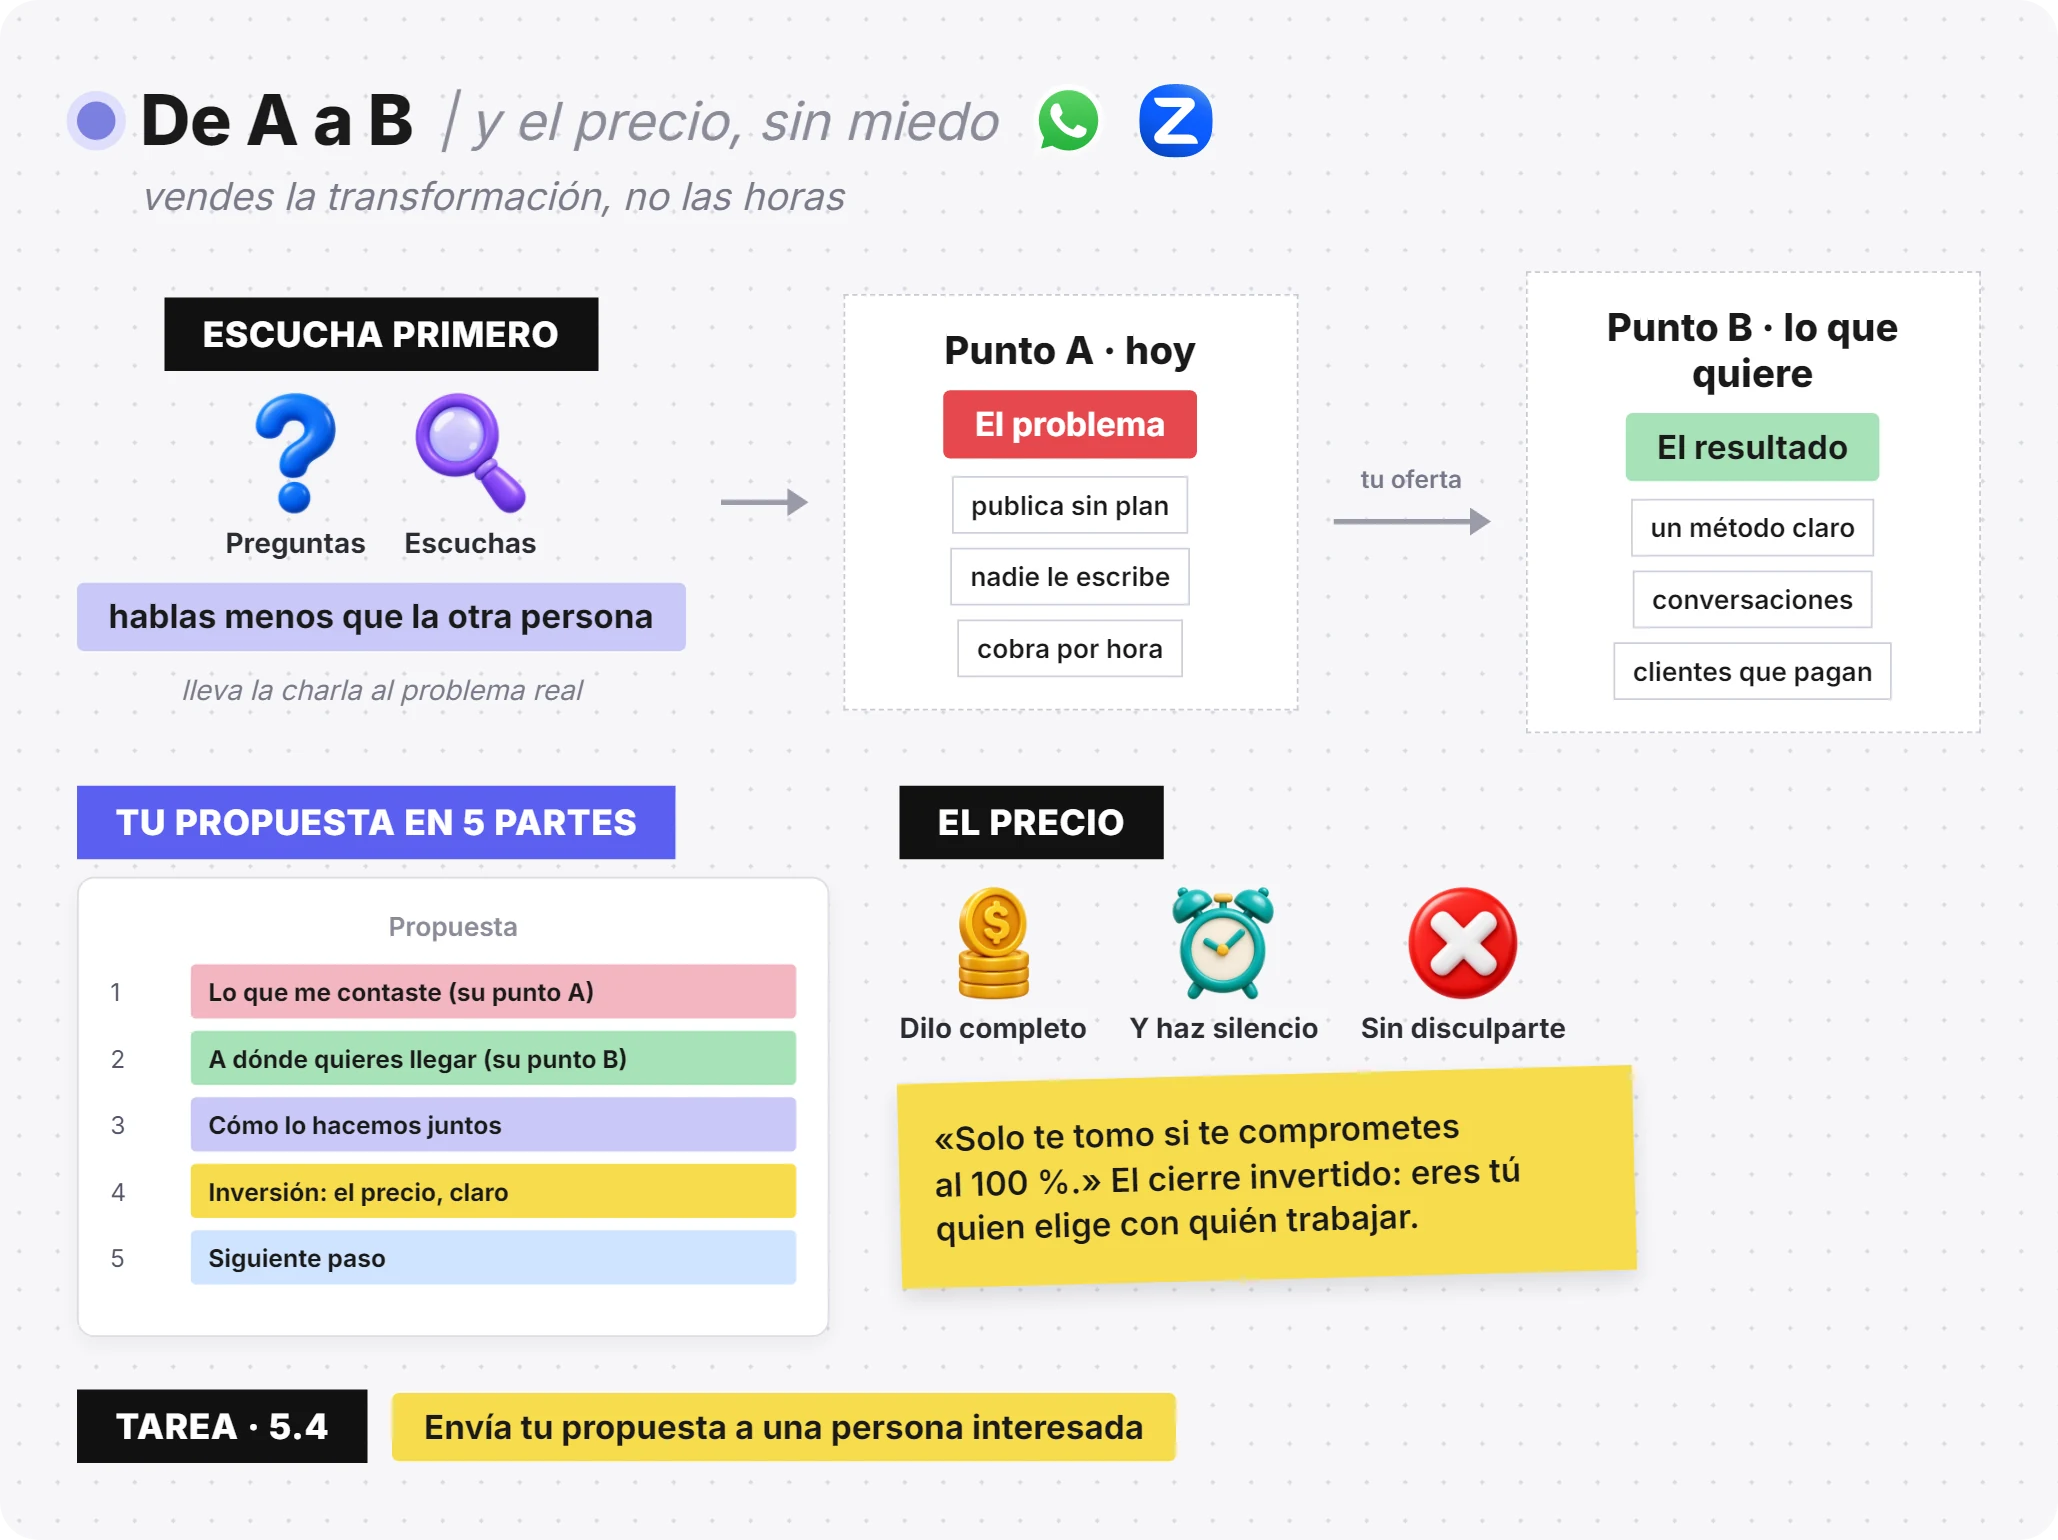 De A a B | y el precio, sin miedo
vendes la transformación, no las horas
ESCUCHA PRIMERO
Preguntas
Escuchas
hablas menos que la otra persona
lleva la charla al problema real
Punto A · hoy
El problema
publica sin plan
nadie le escribe
cobra por hora
tu oferta
Punto B · lo que
quiere
El resultado
un método claro
conversaciones
clientes que pagan
TU PROPUESTA EN 5 PARTES
Propuesta
1 Lo que me contaste (su punto A)
2 A dónde quieres llegar (su punto B)
3 Cómo lo hacemos juntos
4 Inversión: el precio, claro
5 Siguiente paso
EL PRECIO
Dilo completo
Y haz silencio
Sin disculparte
«Solo te tomo si te comprometes
al 100 %.» El cierre invertido: eres tú
quien elige con quién trabajar.
TAREA · 5.4
Envía tu propuesta a una persona interesada